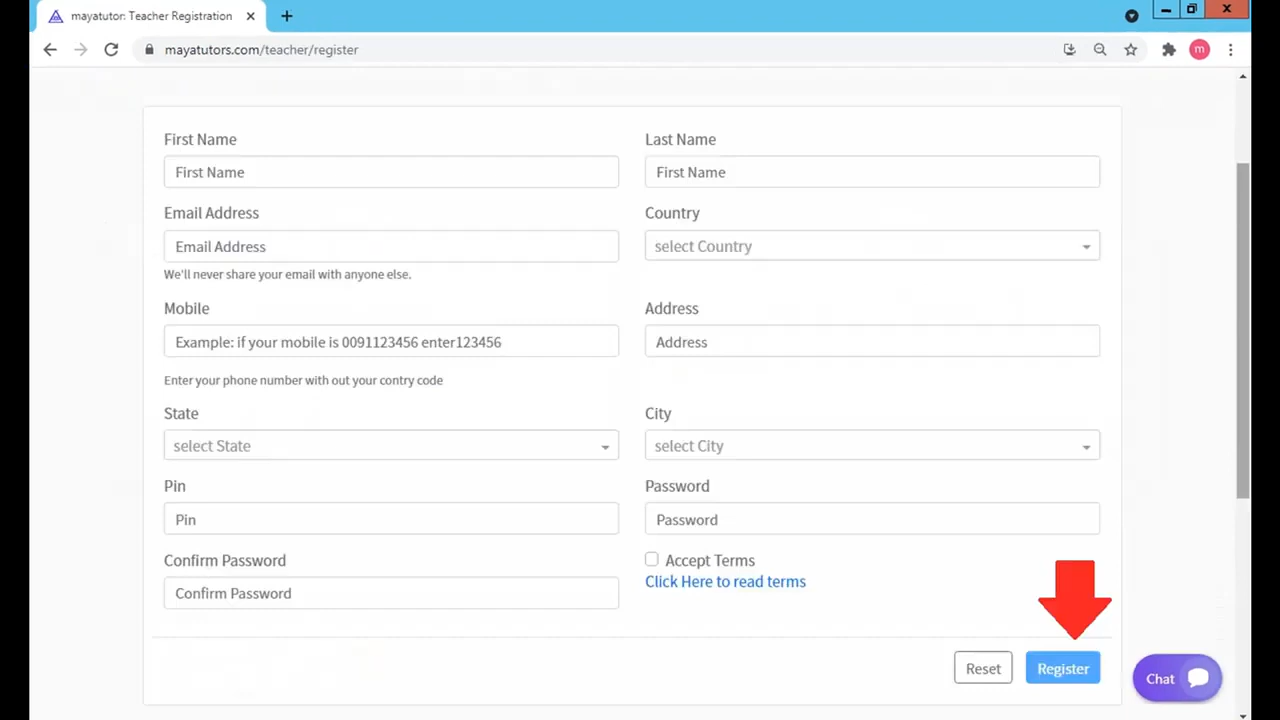 mayatutor: Teacher Registration
mayatutors.com/teacher/register
m
First Name
Last Name
First Name
First Name
Email Address
Country
Email Address
select Country
We'll never share your email with anyone else.
Mobile
Address
Example: if your mobile is 0091123456 enter123456
Address
Enter your phone number with out your contry code
State
City
select State
select City
Pin
Password
Pin
Password
Confirm Password
Accept Terms
Click Here to read terms
Confirm Password
Reset
Register
Chat